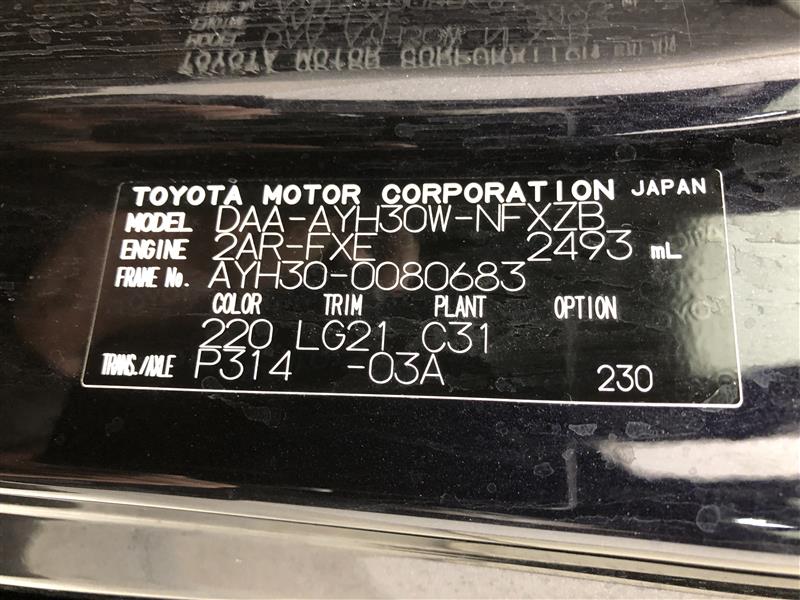 TOYOTA MOTOR CORPORATION JAPAN
MODEL DAA-AYH30W-NFXZB
ENGINE 2AR-FXE 2493 mL
FRAME No. AYH30-0080683
COLOR TRIM PLANT OPTION
220 LG21 C31
TRANS./AXLE P314 -03A 230